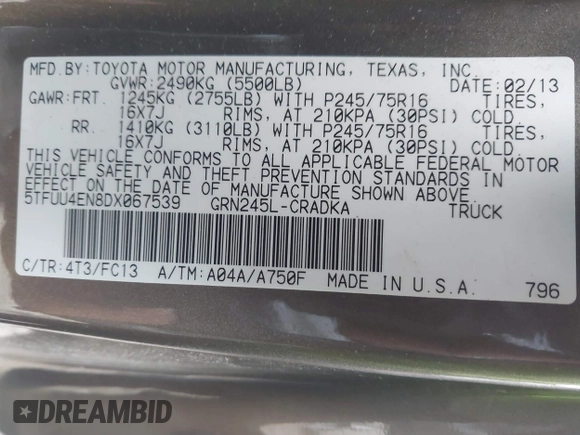 MFD.BY:TOYOTA MOTOR MANUFACTURING, TEXAS, INC.
GVWR:2490KG (5500LB) DATE:02/13
GAWR:FRT. 1245KG (2755LB) WITH P245/75R16 TIRES,
16X7J RIMS, AT 210KPA (30PSI) COLD
RR. 1410KG (3110LB) WITH P245/75R16 TIRES,
16X7J RIMS, AT 210KPA (30PSI) COLD
THIS VEHICLE CONFORMS TO ALL APPLICABLE FEDERAL MOTOR
VEHICLE SAFETY AND THEFT PREVENTION STANDARDS IN
EFFECT ON THE DATE OF MANUFACTURE SHOWN ABOVE.
5TFUU4EN8DX067539 GRN245L-CRADKA TRUCK
C/TR:4T3/FC13 A/TM:A04A/A750F MADE IN U.S.A. 796
DREAMBID